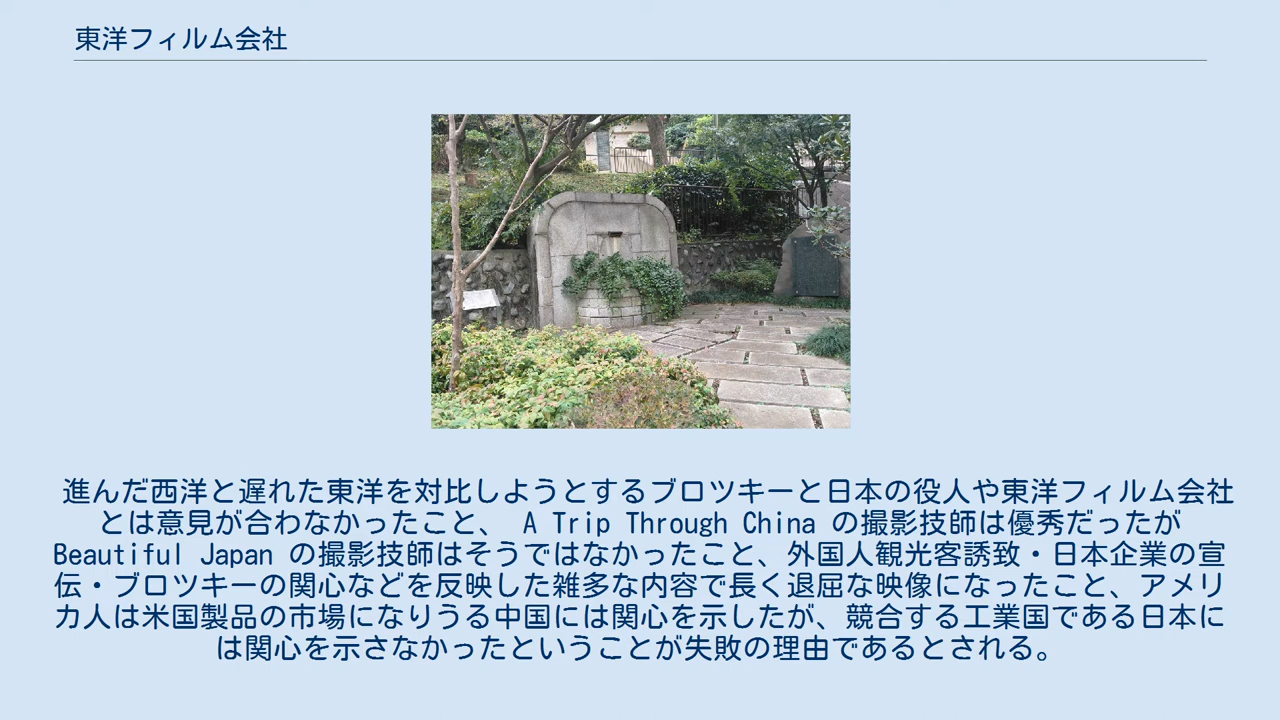 東洋フィルム会社
進んだ西洋と遅れた東洋を対比しようとするブロツキーと日本の役人や東洋フィルム会社
とは意見が合わなかったこと、 A Trip Through China の撮影技師は優秀だったが
Beautiful Japan の撮影技師はそうではなかったこと、外国人観光客誘致・日本企業の宣
伝・ブロツキーの関心などを反映した雑多な内容で長く退屈な映像になったこと、アメリ
カ人は米国製品の市場になりうる中国には関心を示したが、競合する工業国である日本に
は関心を示さなかったということが失敗の理由であるとされる。